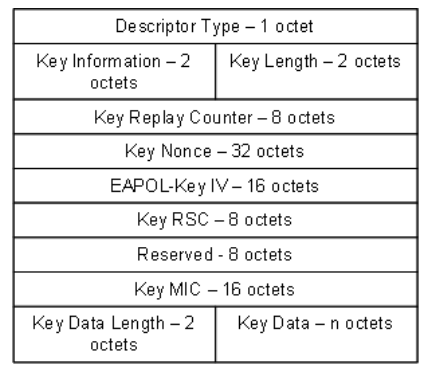 Descriptor Type – 1 octet
Key Information – 2
octets
Key Length – 2 octets
Key Replay Counter – 8 octets
Key Nonce – 32 octets
EAPOL-Key IV – 16 octets
Key RSC – 8 octets
Reserved - 8 octets
Key MIC – 16 octets
Key Data Length – 2
octets
Key Data – n octets